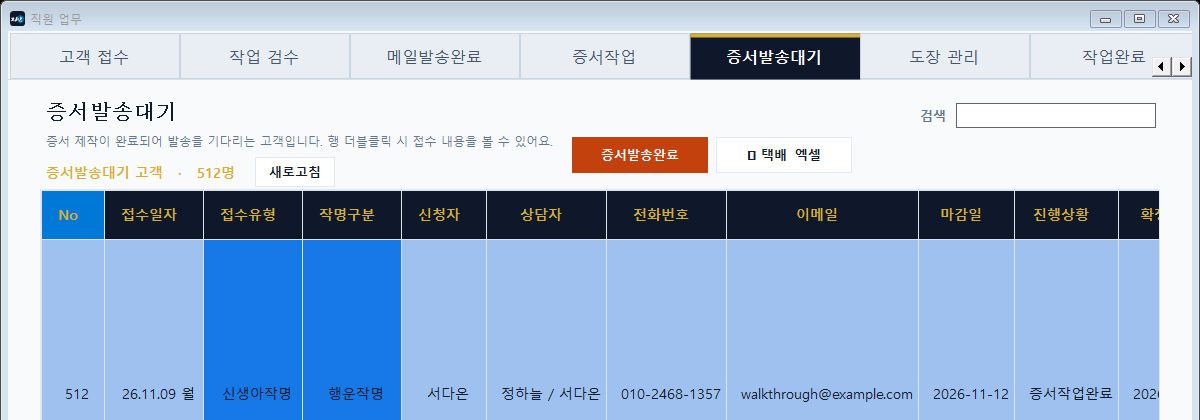 직원 업무
고객 접수 작업 검수 메일발송완료 증서작업 증서발송대기 도장 관리 작업완료
증서발송대기
검색
증서 제작이 완료되어 발송을 기다리는 고객입니다. 행 더블클릭 시 접수 내용을 볼 수 있어요.
증서발송완료 택배 엑셀
증서발송대기 고객 · 512명 새로고침
No 접수일자 접수유형 작명구분 신청자 상담자 전화번호 이메일 마감일 진행상황
512 26.11.09 월 신생아작명 행운작명 서다온 정하늘 / 서다온 010-2468-1357 walkthrough@example.com 2026-11-12 증서작업완료